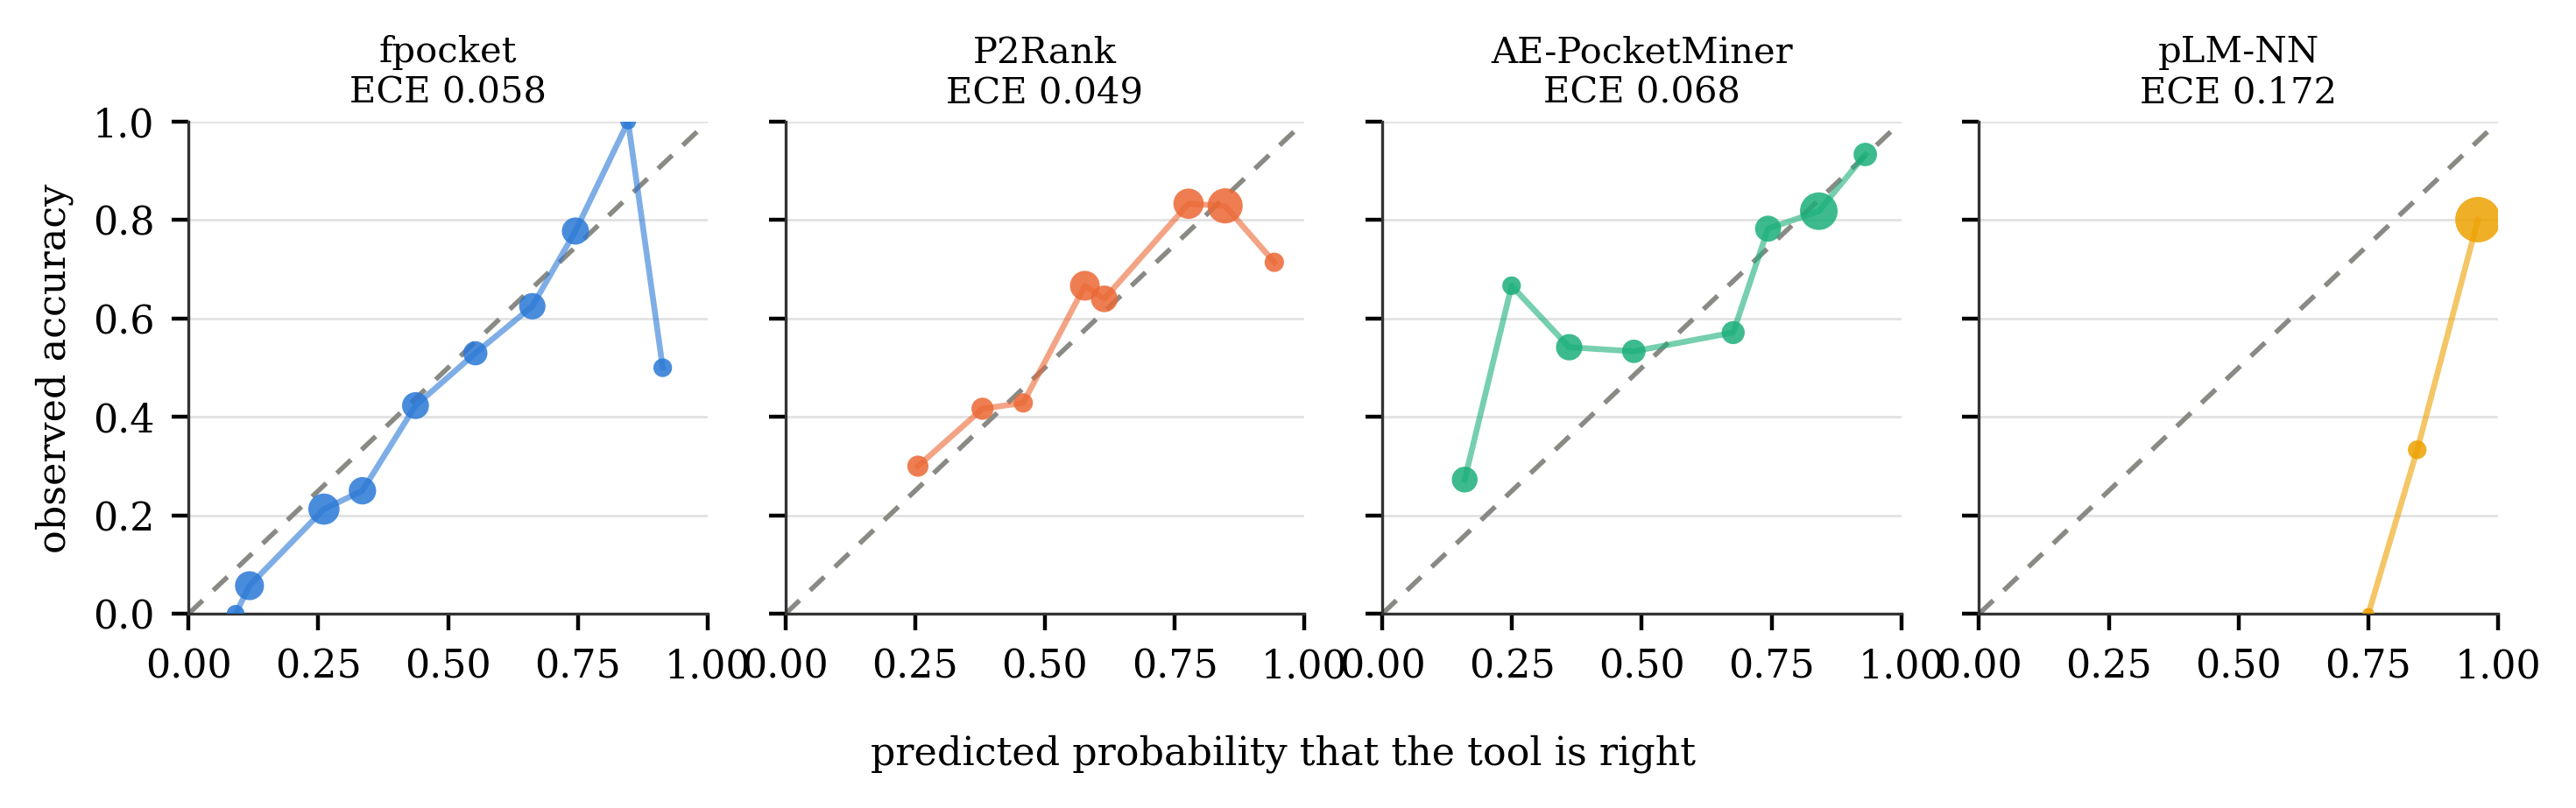 fpocket
ECE 0.058
P2Rank
ECE 0.049
AE-PocketMiner
ECE 0.068
pLM-NN
ECE 0.172
observed accuracy
1.0
0.8
0.6
0.4
0.2
0.0
0.00 0.25 0.50 0.75 1.00
0.00 0.25 0.50 0.75 1.00
0.00 0.25 0.50 0.75 1.00
0.00 0.25 0.50 0.75 1.00
predicted probability that the tool is right